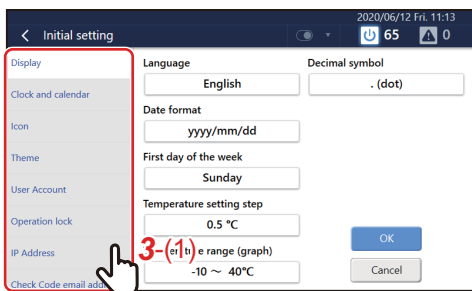 2020/06/12 Fri. 11:13
Initial setting
65
0
Display
Clock and calendar
Icon
Theme
User Account
Operation lock
IP Address
Check Code email add
Language
English
Date format
yyyy/mm/dd
First day of the week
Sunday
Temperature setting step
0.5 °C
3-(1)
e range (graph)
-10 ~ 40°C
Decimal symbol
. (dot)
OK
Cancel